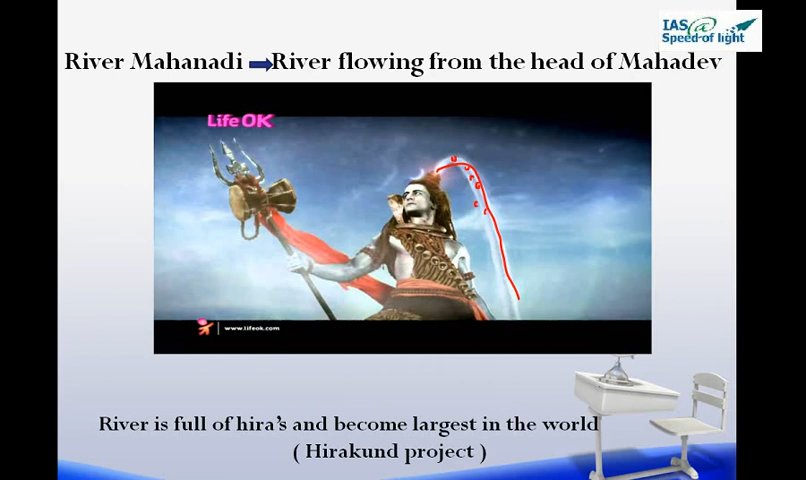 IAS@
Speed of light
River Mahanadi ➡River flowing from the head of Mahadev
Life OK
www.lifeok.com
River is full of hira's and become largest in the world
( Hirakund project )